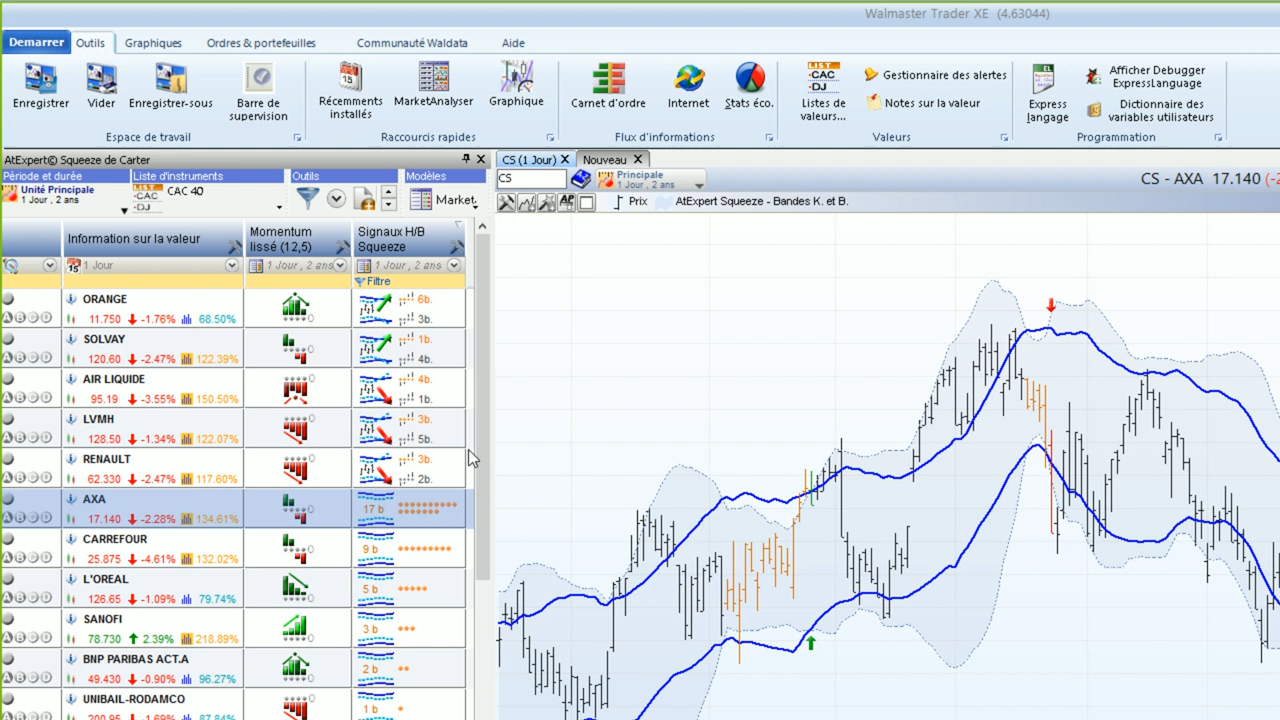 Walmaster Trader XE (4.63044)
Demarrer Outils Graphiques Ordres & portefeuilles Communauté Waldata Aide
Enregistrer Vider Enregistrer-sous Barre de supervision
Récemments installés MarketAnalyser Graphique
Carnet d'ordre Internet Stats éco.
Listes de valeurs... Gestionnaire des alertes
Notes sur la valeur
Express langage Afficher Debugger ExpressLanguage
Dictionnaire des variables utilisateurs
Espace de travail Raccourcis rapides Flux d'informations Valeurs Programmation
AtExpert© Squeeze de Carter
Période et durée Liste d'instruments Outils Modèles
Unité Principale
1 Jour , 2 ans
LIST -CAC -DJ CAC 40
Market.
Information sur la valeur
Momentum lissé (12,5)
Signaux H/B Squeeze
1 Jour 1 Jour , 2 ans 1 Jour , 2 ans
Filtre
ORANGE 6b.
11.750 -1.76% 68.50% 3b.
SOLVAY 1b.
120.60 -2.47% 122.39% 4b.
AIR LIQUIDE 4b.
95.19 -3.55% 150.50% 1b.
LVMH 3b.
128.50 -1.34% 122.07% 5b.
RENAULT 3b.
62.330 -2.47% 117.60% 2b.
AXA 17 b
17.140 -2.28% 134.61%
CARREFOUR 9 b
25.875 -4.61% 132.02%
L'OREAL 5 b
126.65 -1.09% 79.74%
SANOFI 3 b
78.730 2.39% 218.89%
BNP PARIBAS ACT.A 2 b
49.430 -0.90% 96.27%
UNIBAIL-RODAMCO 1 b
200.95 -1.69% 87.84%
CS (1 Jour) Nouveau
CS Principale
1 Jour , 2 ans
CS - AXA 17.140 (-2
Prix AtExpert Squeeze - Bandes K. et B.